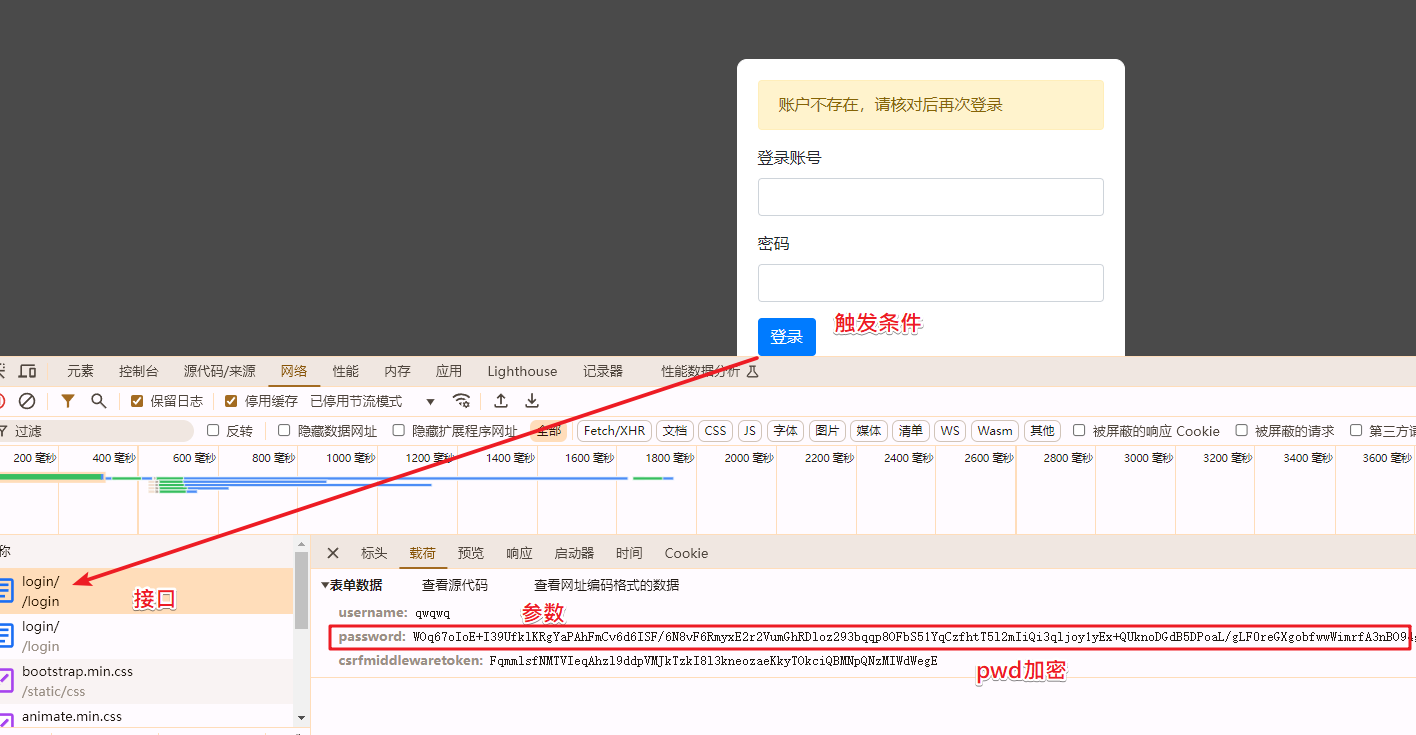 账户不存在，请核对后再次登录
登录账号
密码
登录
触发条件
元素 控制台 源代码/来源 网络 性能 内存 应用 Lighthouse 记录器 性能数据分析
保留日志 停用缓存 已停用节流模式
过滤 反转 隐藏数据网址 隐藏扩展程序网址 全部 Fetch/XHR 文档 CSS JS 字体 图片 媒体 清单 WS Wasm 其他 被屏蔽的响应 Cookie 被屏蔽的请求 第三方
200 毫秒 400 毫秒 600 毫秒 800 毫秒 1000 毫秒 1200 毫秒 1400 毫秒 1600 毫秒 1800 毫秒 2000 毫秒 2200 毫秒 2400 毫秒 2600 毫秒 2800 毫秒 3000 毫秒 3200 毫秒 3400 毫秒 3600 毫秒
称
标头 载荷 预览 响应 启动器 时间 Cookie
login/
/login
接口
login/
/login
bootstrap.min.css
/static/css
animate.min.css
表单数据 查看源代码 查看网址编码格式的数据
username: qwqwq
参数
password:
csrfmiddlewaretoken:
pwd加密